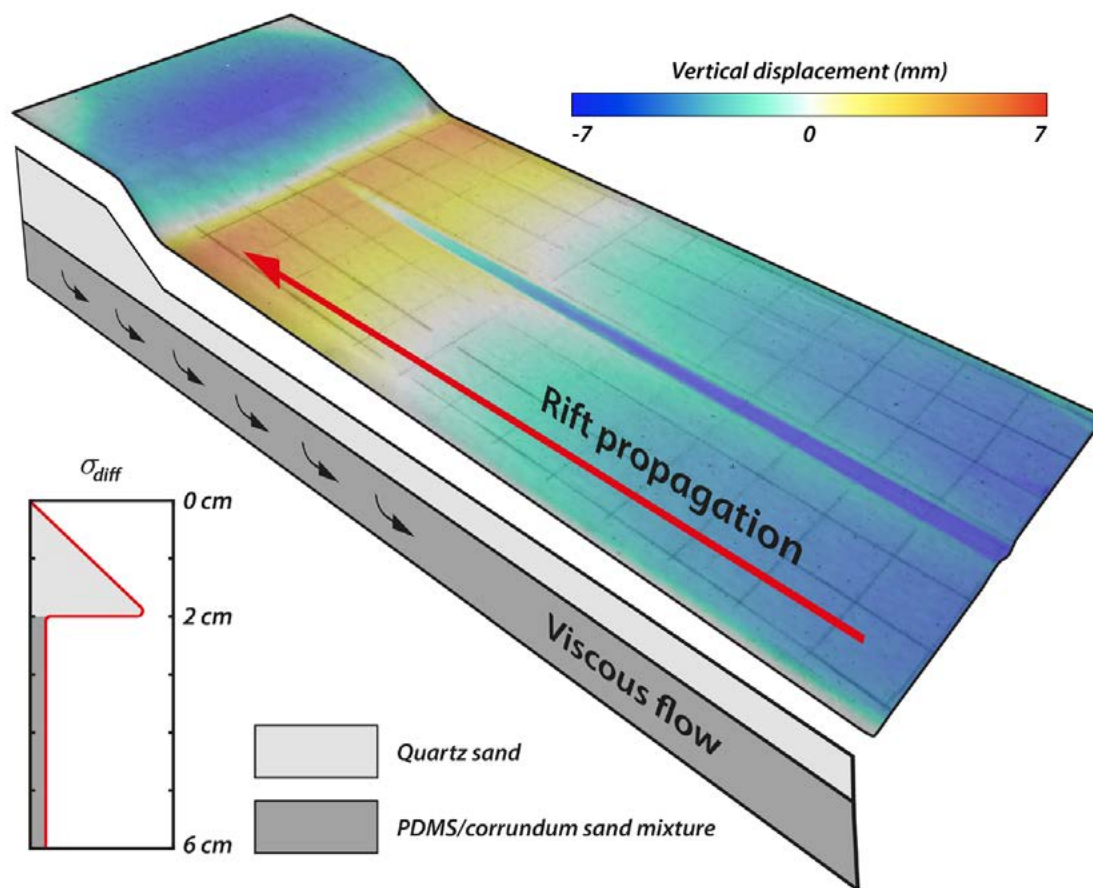 Vertical displacement (mm)
-7 0 7
Rift propagation
Viscous flow
σdiff
0 cm
2 cm
6 cm
Quartz sand
PDMS/corrundum sand mixture